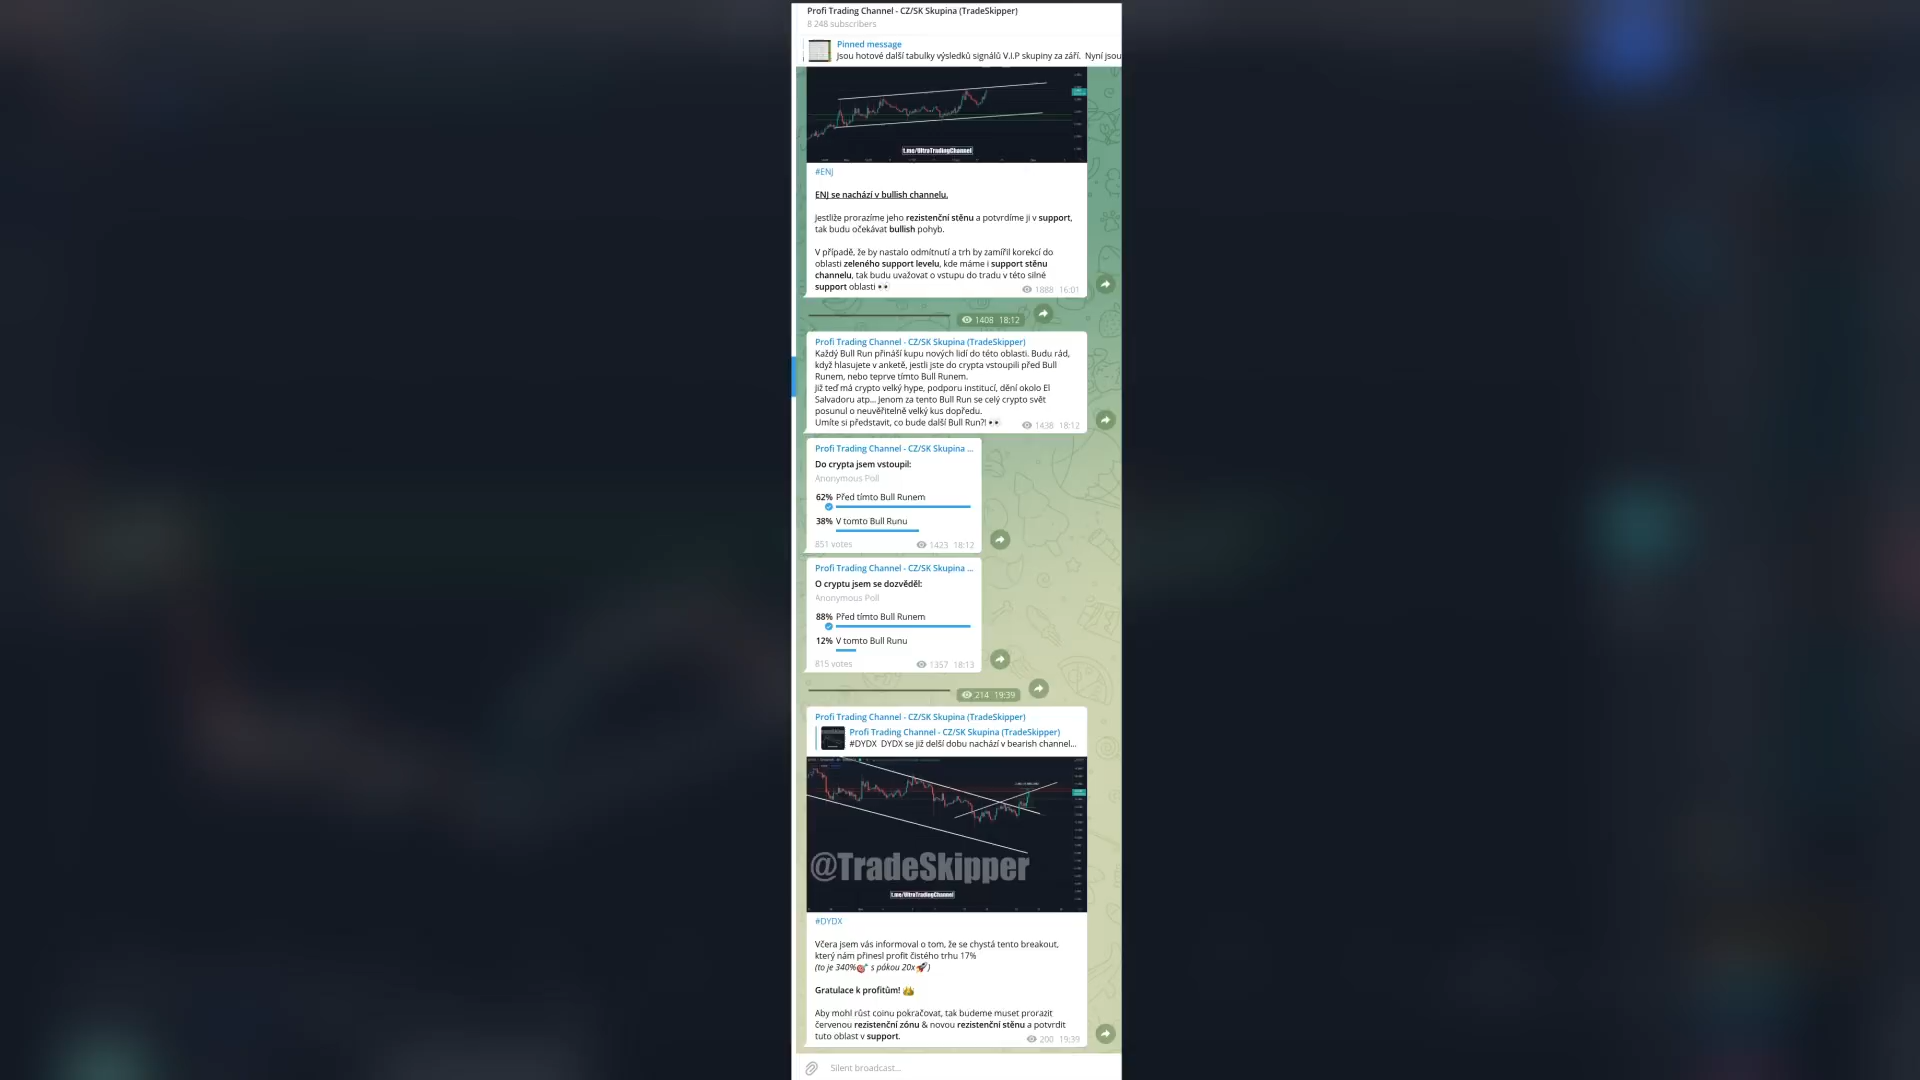 Profi Trading Channel - CZ/SK Skupina (TradeSkipper)
8 248 subscribers
Pinned message
Jsou hotové další tabulky výsledků signálů V.I.P skupiny za září. Nyní jsou
t.me/UltraTradingChannel
#ENJ
ENJ se nachází v bullish channelu.
Jestliže prorazíme jeho rezistenční stěnu a potvrdíme ji v support,
tak budu očekávat bullish pohyb.
V případě, že by nastalo odmítnutí a trh by zamířil korekcí do
oblasti zeleného support levelu, kde máme i support stěnu
channelu, tak budu uvažovat o vstupu do tradu v této silné
support oblasti 👀
1888 16:01
1408 18:12
Profi Trading Channel - CZ/SK Skupina (TradeSkipper)
Každý Bull Run přináší kupu nových lidí do této oblasti. Budu rád,
když hlasujete v anketě, jestli jste do crypta vstoupili před Bull
Runem, nebo teprve tímto Bull Runem.
Již teď má crypto velký hype, podporu institucí, dění okolo El
Salvadoru atp... Jenom za tento Bull Run se celý crypto svět
posunul o neuvěřitelně velký kus dopředu.
Umíte si představit, co bude další Bull Run?! 👀
1438 18:12
Profi Trading Channel - CZ/SK Skupina ...
Do crypta jsem vstoupil:
Anonymous Poll
62% Před tímto Bull Runem
38% V tomto Bull Runu
851 votes
1423 18:12
Profi Trading Channel - CZ/SK Skupina ...
O cryptu jsem se dozvěděl:
Anonymous Poll
88% Před tímto Bull Runem
12% V tomto Bull Runu
815 votes
1357 18:13
214 19:39
Profi Trading Channel - CZ/SK Skupina (TradeSkipper)
Profi Trading Channel - CZ/SK Skupina (TradeSkipper)
#DYDX DYDX se již delší dobu nachází v bearish channel...
@TradeSkipper
t.me/UltraTradingChannel
#DYDX
Včera jsem vás informoval o tom, že se chystá tento breakout,
který nám přinesl profit čistého trhu 17%
(to je 340%🎯 s pákou 20x🚀)
Gratulace k profitům! 👑
Aby mohl růst coinu pokračovat, tak budeme muset prorazit
červenou rezistenční zónu & novou rezistenční stěnu a potvrdit
tuto oblast v support.
200 19:39
Silent broadcast...